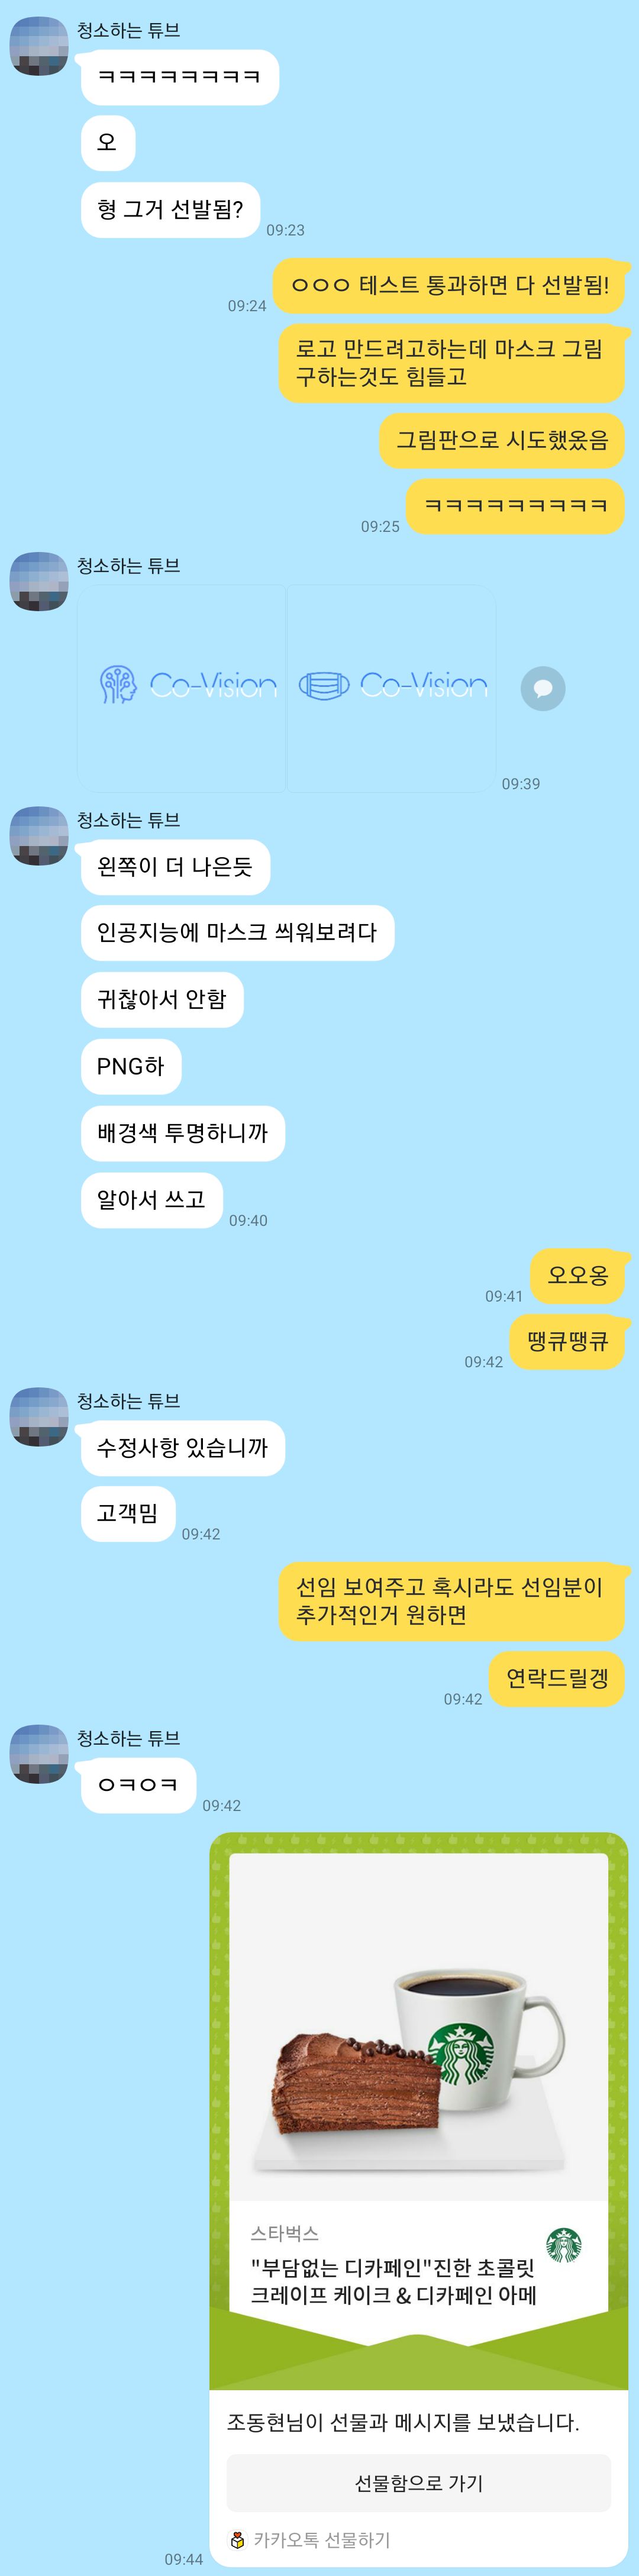 청소하는 튜브
ㅋㅋㅋㅋㅋㅋㅋㅋ
오
형 그거 선발됨?
09:23
ㅇㅇㅇ 테스트 통과하면 다 선발됨!
09:24
로고 만드려고하는데 마스크 그림
구하는것도 힘들고
그림판으로 시도했옸음
ㅋㅋㅋㅋㅋㅋㅋㅋㅋ
09:25
청소하는 튜브
Co-Vision
Co-Vision
09:39
청소하는 튜브
왼쪽이 더 나은듯
인공지능에 마스크 씌워보려다
귀찮아서 안함
PNG하
배경색 투명하니까
알아서 쓰고
09:40
오오옹
09:41
땡큐땡큐
09:42
청소하는 튜브
수정사항 있습니까
고객밈
09:42
선임 보여주고 혹시라도 선임분이
추가적인거 원하면
연락드릴겡
09:42
청소하는 튜브
ㅇㅋㅇㅋ
09:42
스타벅스
"부담없는 디카페인"진한 초콜릿
크레이프 케이크 & 디카페인 아메
조동현님이 선물과 메시지를 보냈습니다.
선물함으로 가기
카카오톡 선물하기
09:44